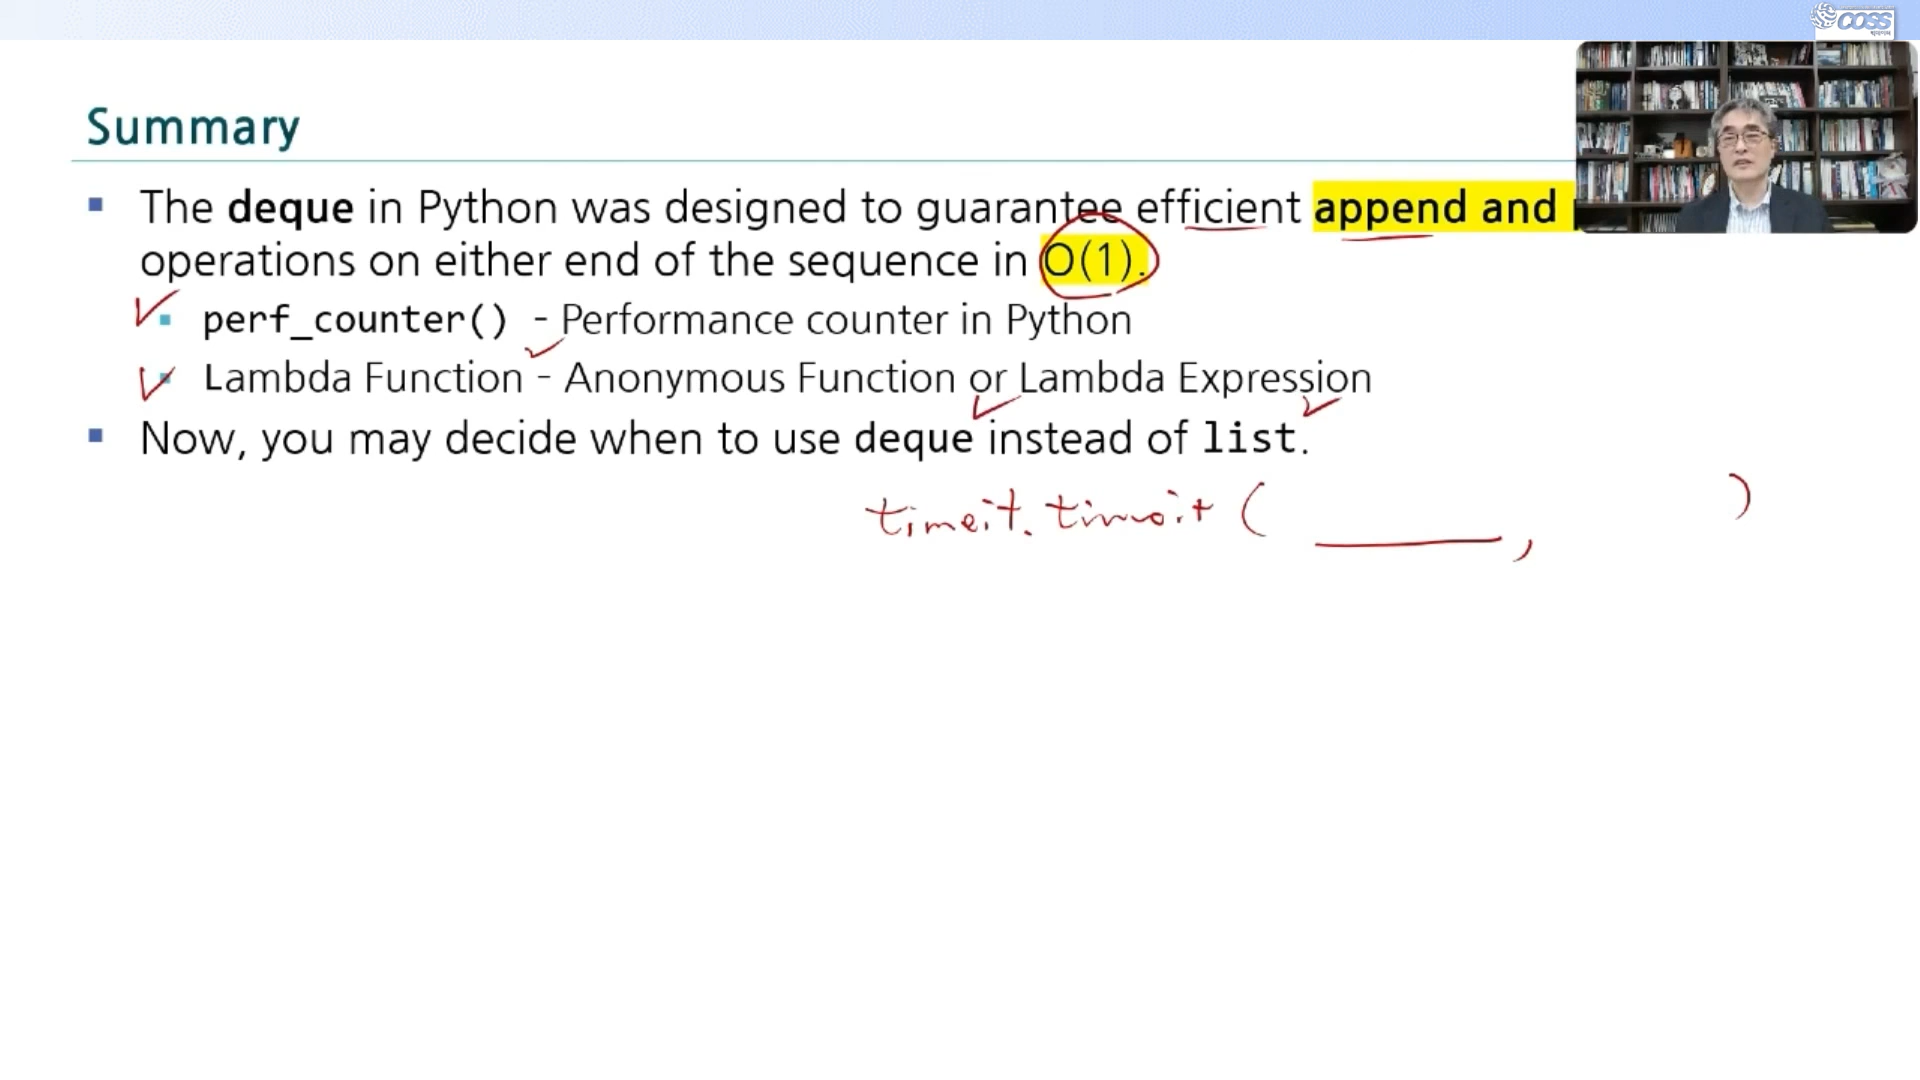 COSS
Summary
The deque in Python was designed to guarantee efficient append and
operations on either end of the sequence in O(1).
perf_counter() - Performance counter in Python
Lambda Function - Anonymous Function or Lambda Expression
Now, you may decide when to use deque instead of list.
timeit.timeit ( ______ , )